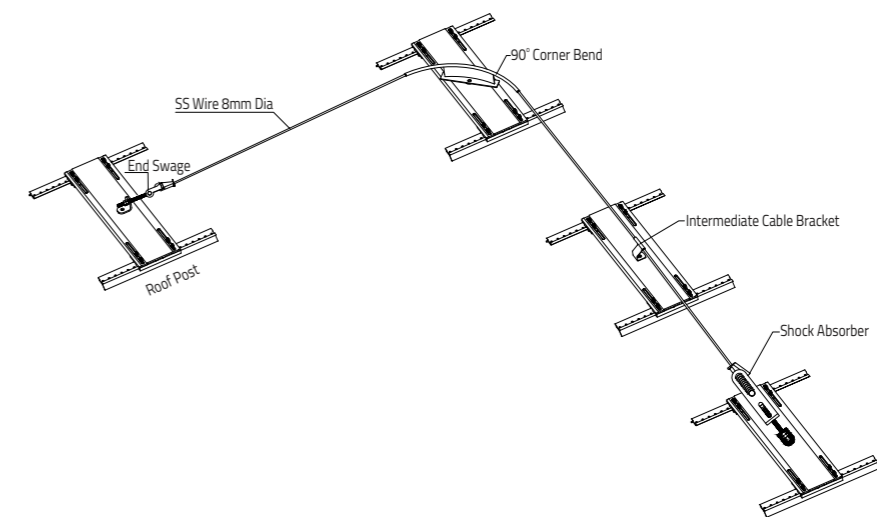 90° Corner Bend
SS Wire 8mm Dia
End Swage
Intermediate Cable Bracket
Roof Post
Shock Absorber